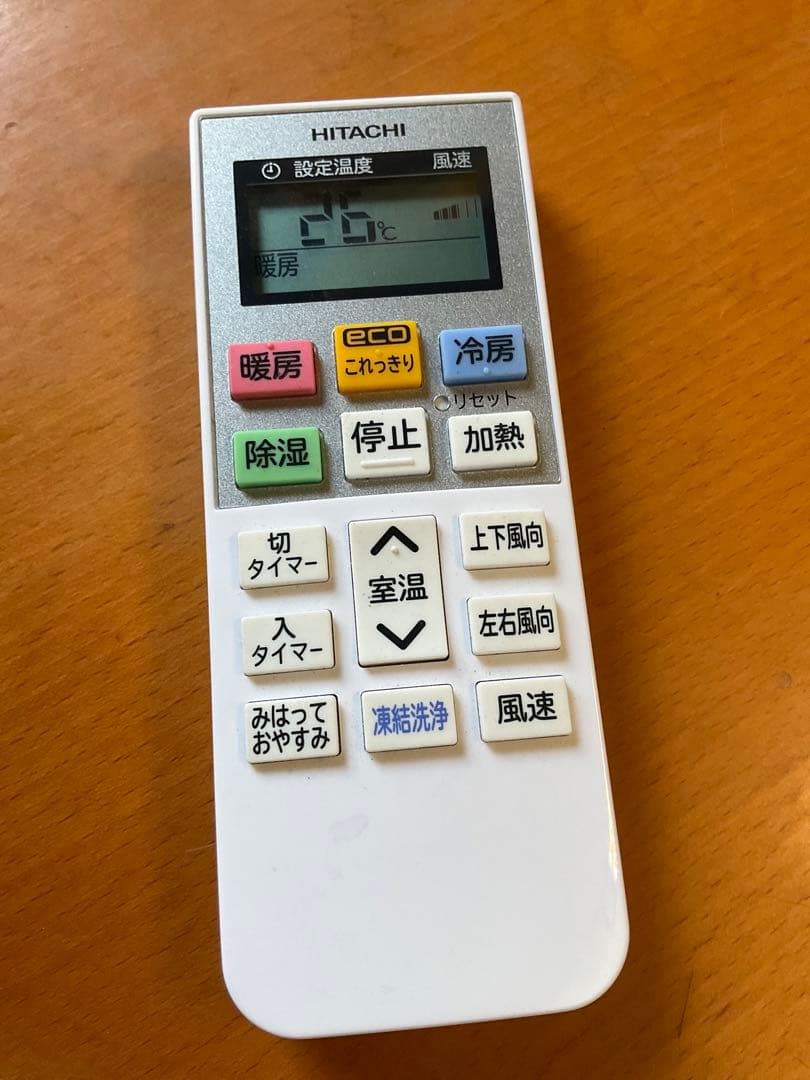 HITACHI
設定温度 風速
26℃
暖房
暖房
eco
これっきり
冷房
リセット
除湿
停止
加熱
切
タイマー
室温
上下風向
入
タイマー
左右風向
みはって
おやすみ
凍結洗浄
風速